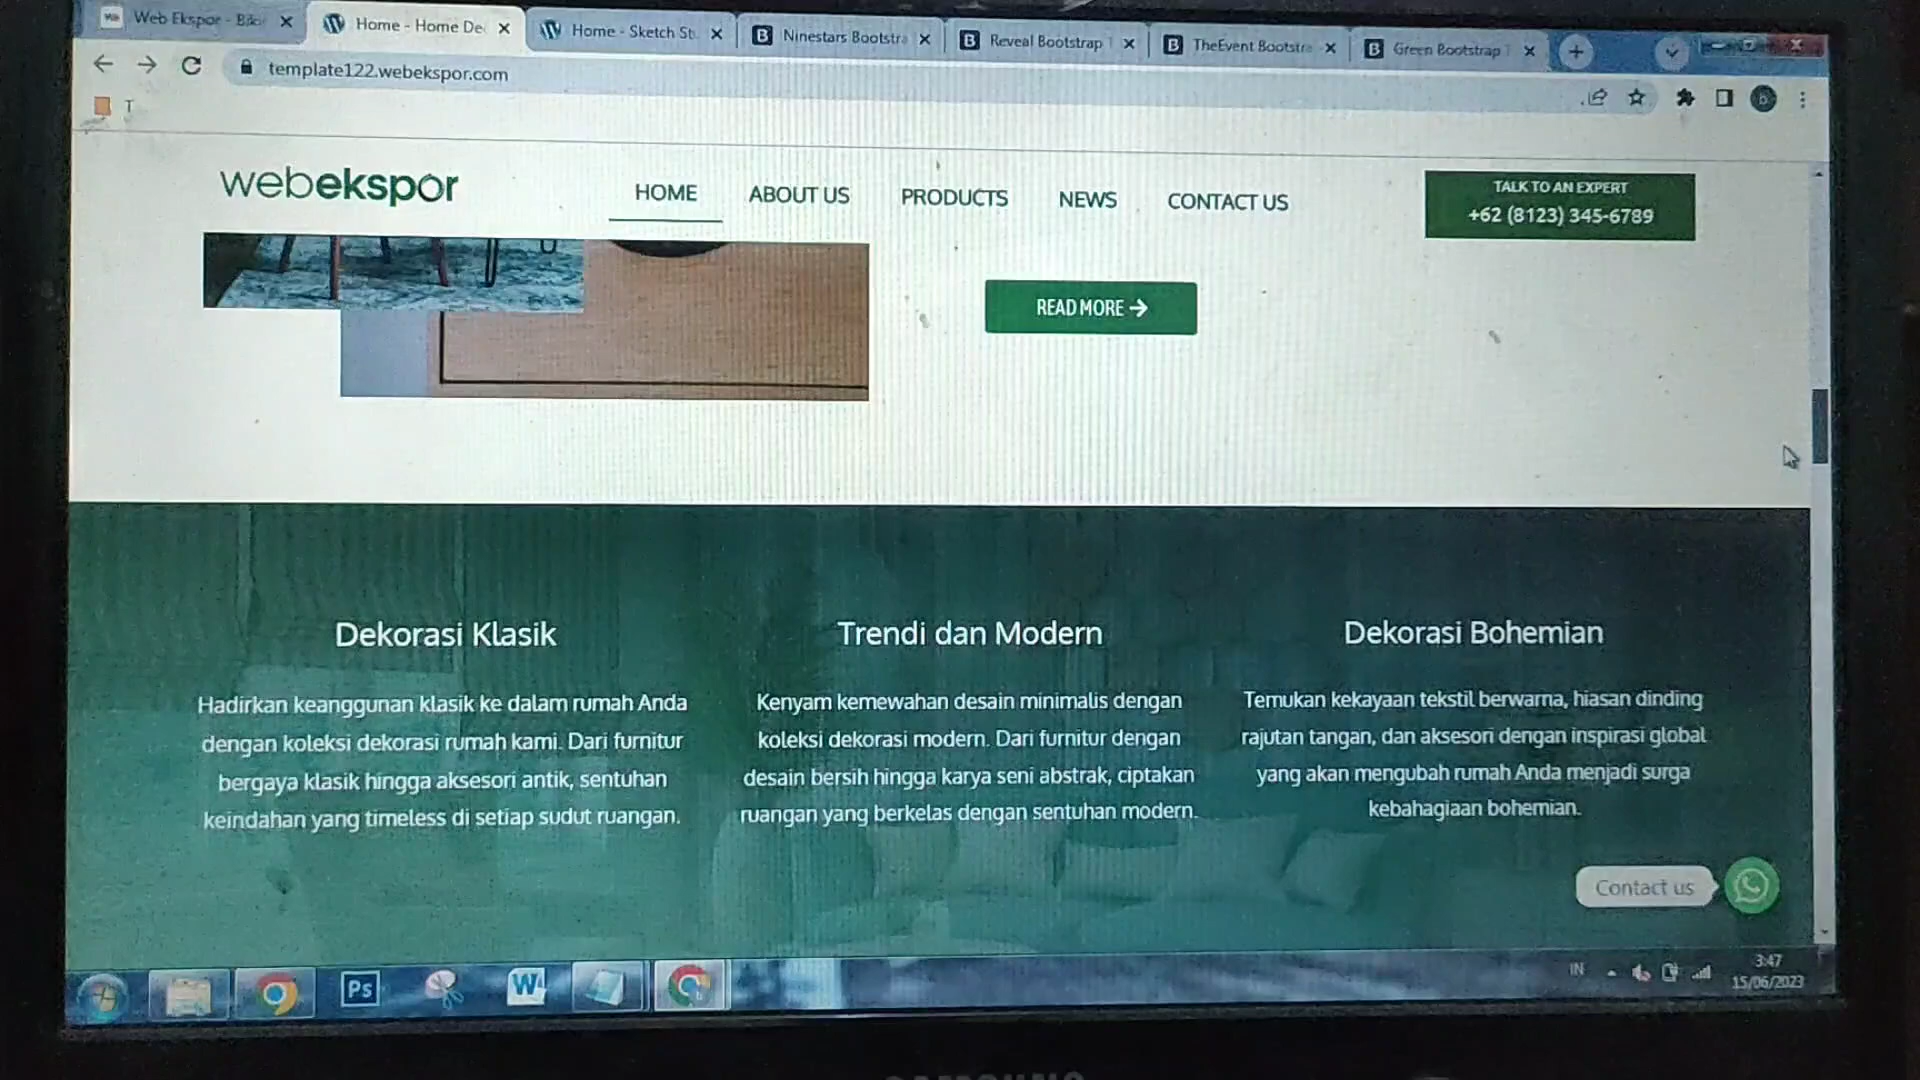 Web Ekspor - Bik
Home - Home De
Home - Sketch St
Ninestars Bootstra
Reveal Bootstrap T
TheEvent Bootstra
Green Bootstrap T
template122.webekspor.com
T
webekspor
HOME
ABOUT US
PRODUCTS
NEWS
CONTACT US
TALK TO AN EXPERT
+62 (8123) 345-6789
READ MORE →
Dekorasi Klasik
Hadirkan keanggunan klasik ke dalam rumah Anda
dengan koleksi dekorasi rumah kami. Dari furnitur
bergaya klasik hingga aksesori antik, sentuhan
keindahan yang timeless di setiap sudut ruangan.
Trendi dan Modern
Kenyam kemewahan desain minimalis dengan
koleksi dekorasi modern. Dari furnitur dengan
desain bersih hingga karya seni abstrak, ciptakan
ruangan yang berkelas dengan sentuhan modern.
Dekorasi Bohemian
Temukan kekayaan tekstil berwarna, hiasan dinding
rajutan tangan, dan aksesori dengan inspirasi global
yang akan mengubah rumah Anda menjadi surga
kebahagiaan bohemian.
Contact us
Ps
W
IN
3:47
15/06/2023